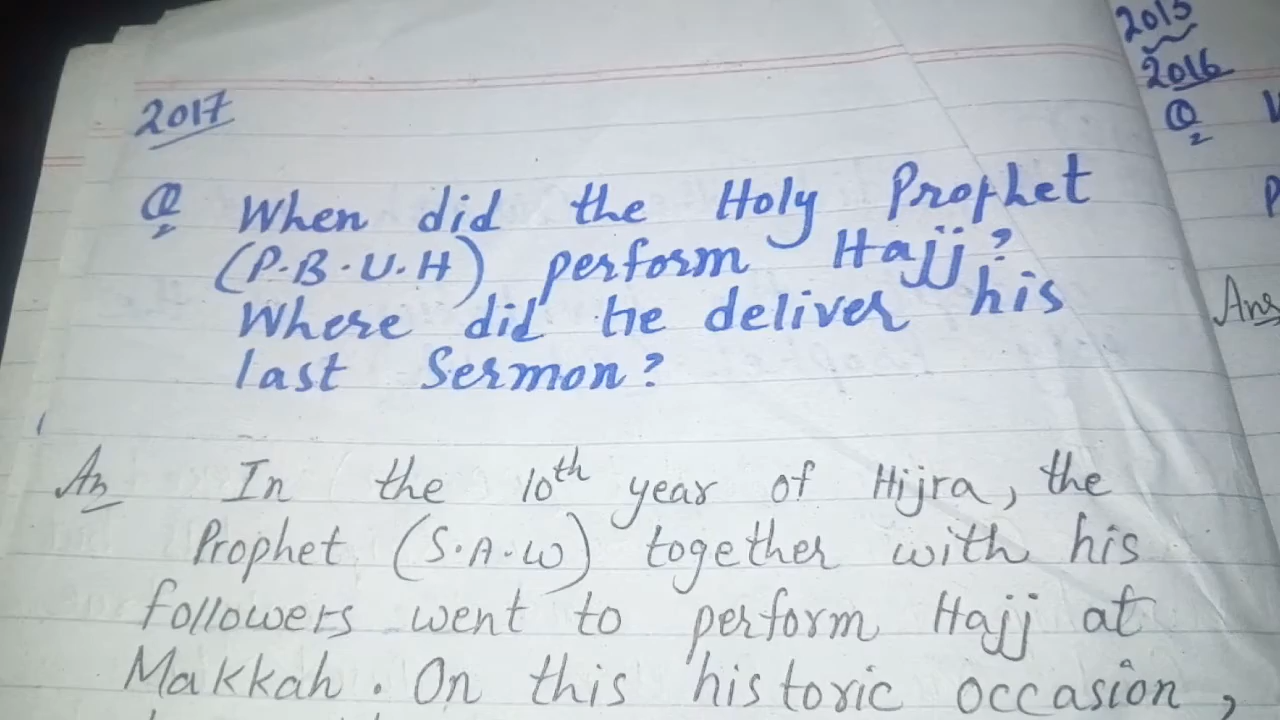 2017
Q When did the Holy Prophet
(P.B.U.H) perform Hajj?
Where did he deliver his
last Sermon?
An In the 10th year of Hijra, the
Prophet (S.A.W) together with his
followers went to perform Hajj at
Makkah. On this historic occasion,
2015
2016
Q
Ans